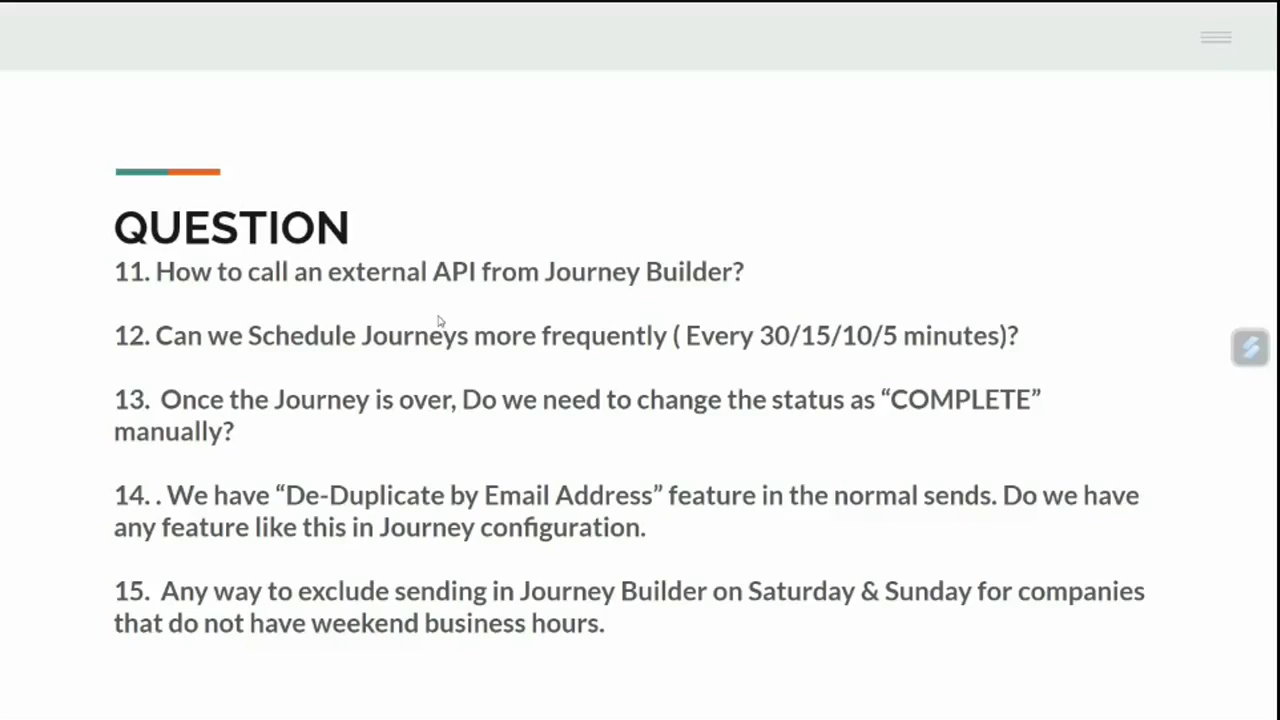 QUESTION
11. How to call an external API from Journey Builder?
12. Can we Schedule Journeys more frequently ( Every 30/15/10/5 minutes)?
13.  Once the Journey is over, Do we need to change the status as “COMPLETE”
manually?
14. . We have “De-Duplicate by Email Address” feature in the normal sends. Do we have
any feature like this in Journey configuration.
15.  Any way to exclude sending in Journey Builder on Saturday & Sunday for companies
that do not have weekend business hours.